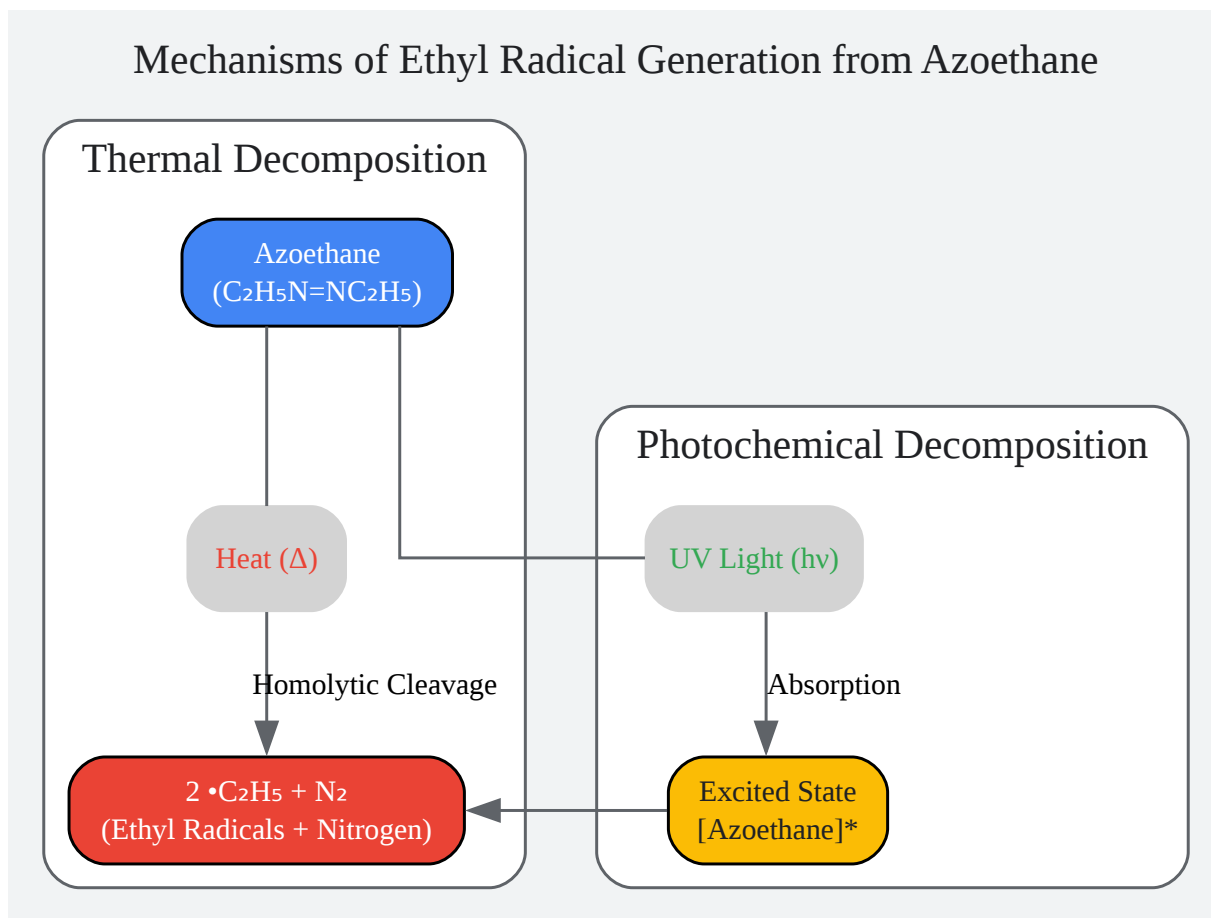 Mechanisms of Ethyl Radical Generation from Azoethane
Thermal Decomposition
Azoethane
(C₂H₅N=NC₂H₅)
Photochemical Decomposition
Heat (Δ)
UV Light (hν)
Homolytic Cleavage
Absorption
2 •C₂H₅ + N₂
(Ethyl Radicals + Nitrogen)
Excited State
[Azoethane]*